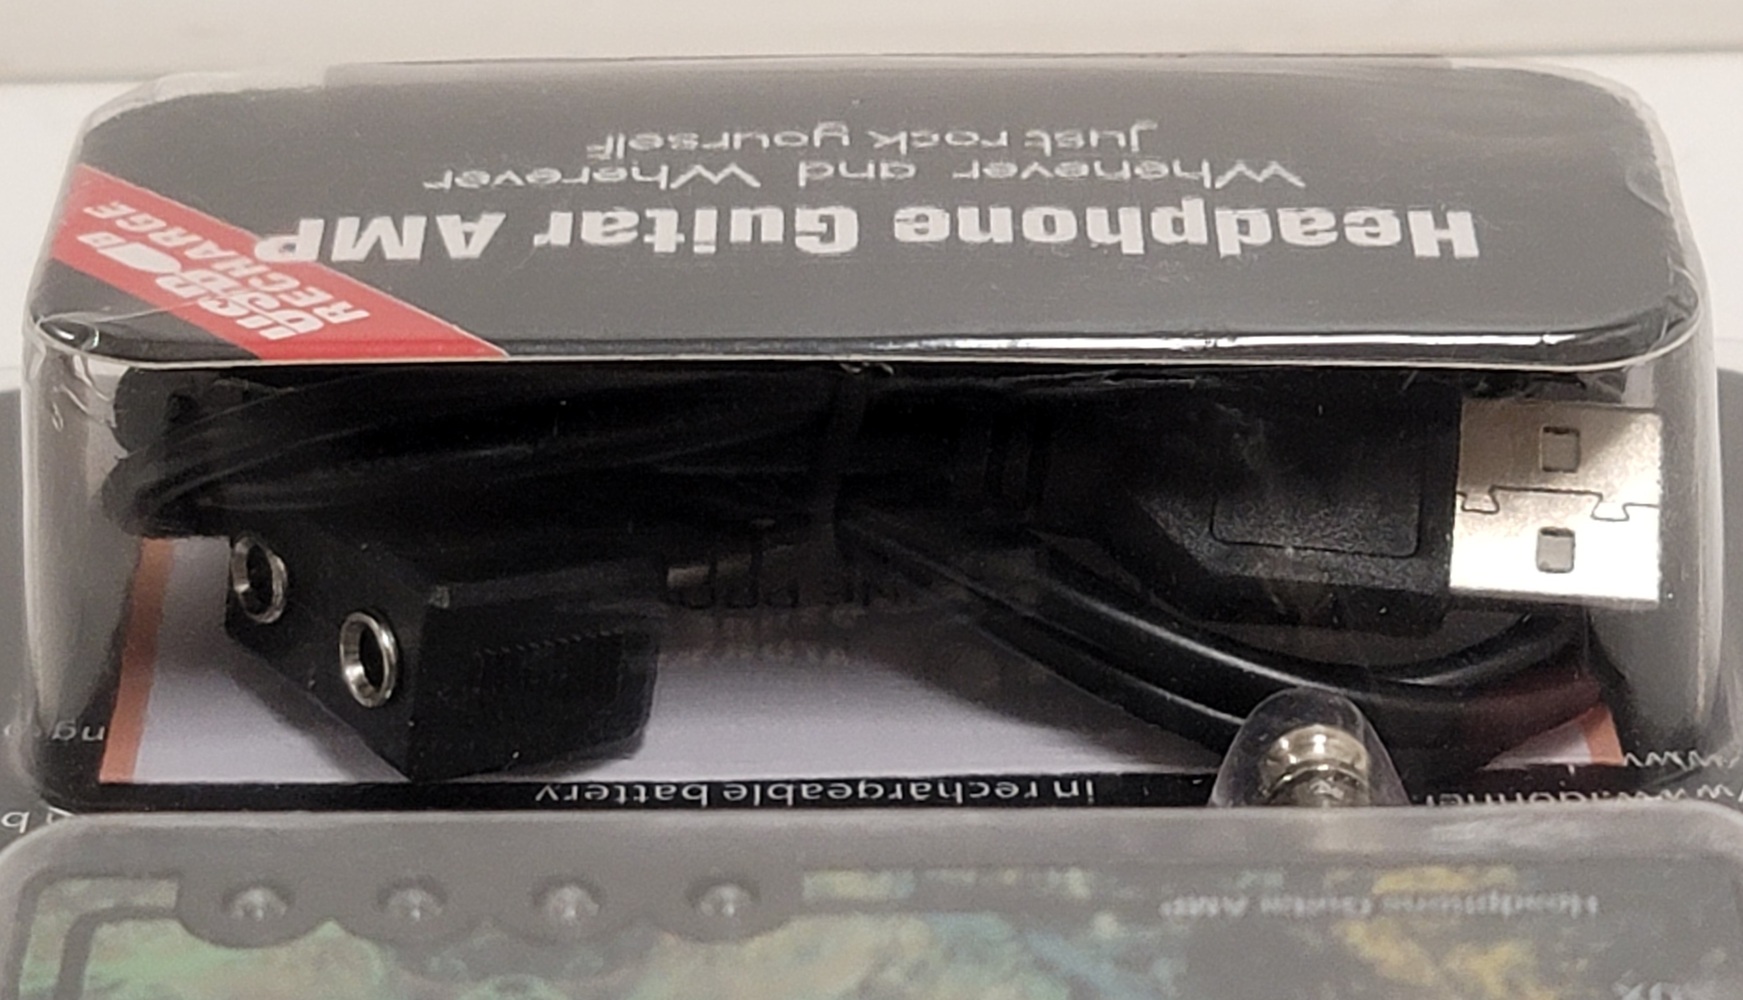 Headphone Guitar AMP
Whenever and Wherever
just rock yourself
USB
RECHARGE
in rechargeable battery
Headphone Guitar AMP